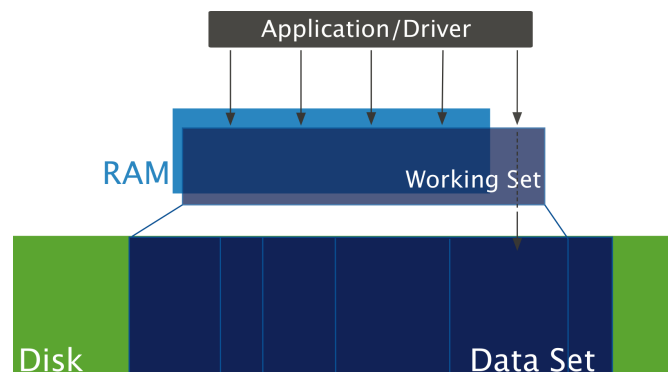 Application/Driver
RAM
Working Set
Disk
Data Set